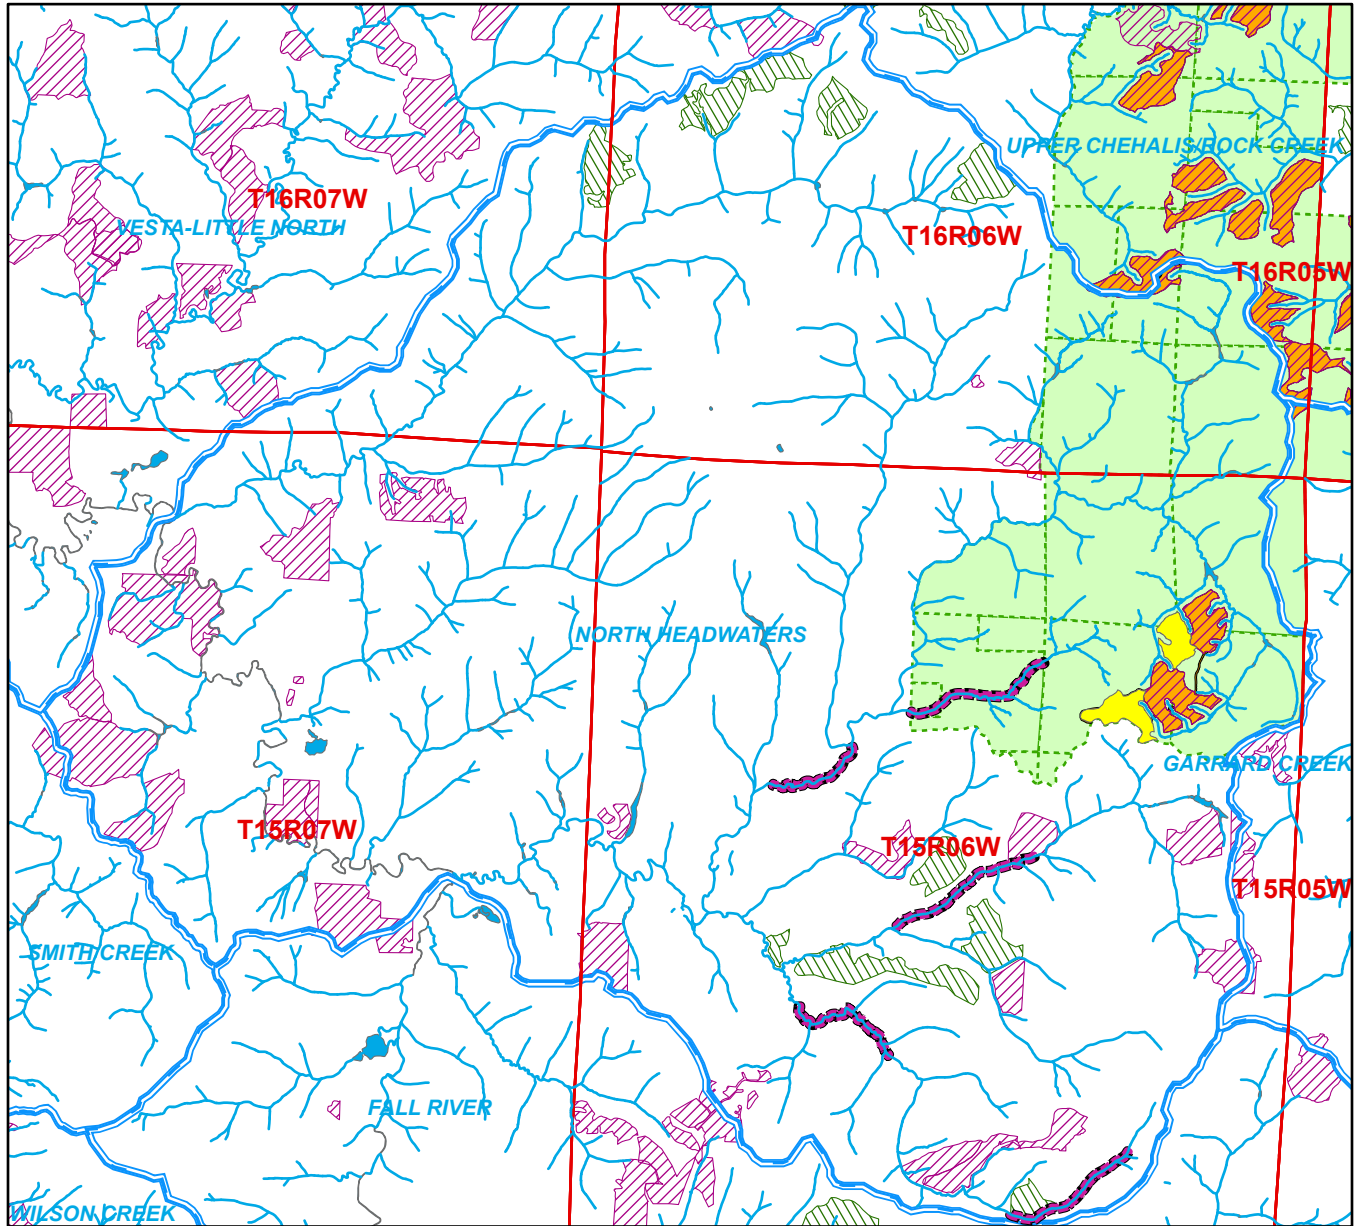 UPPER CHEHALIS/ROCK CREEK
T16R07W
VESTA-LITTLE NORTH
T16R06W
T16R05W
NORTH HEADWATERS
GARRARD CREEK
T15R07W
T15R06W
T15R05W
SMITH CREEK
FALL RIVER
WILSON CREEK